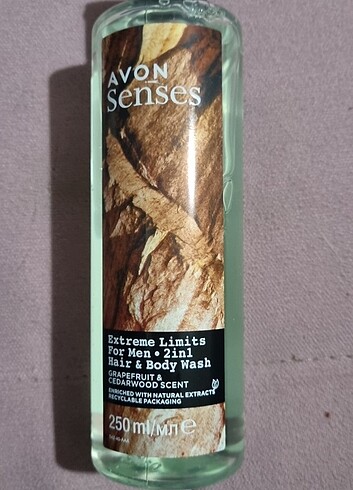 AVON
senses
Extreme Limits
For Men • 2in1
Hair & Body Wash
GRAPEFRUIT &
CEDARWOOD SCENT
ENRICHED WITH NATURAL EXTRACTS
RECYCLABLE PACKAGING
250 ml/мл e